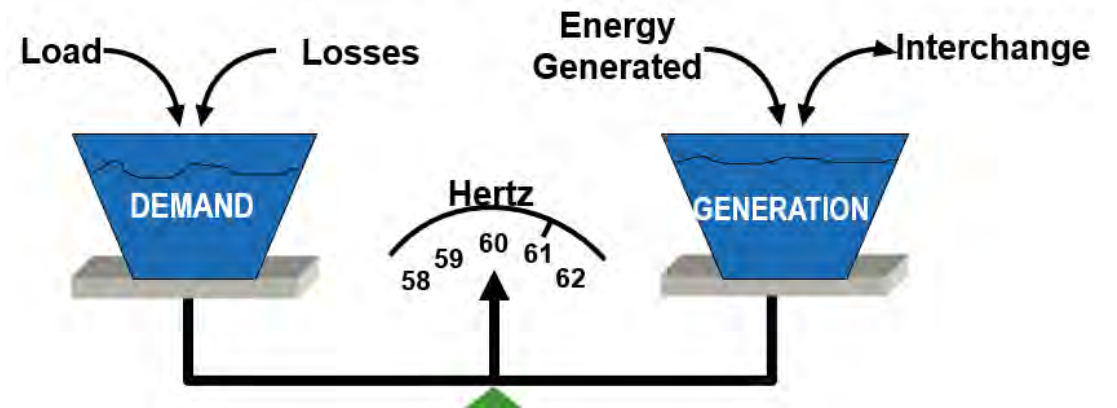 Load
Losses
Energy
Generated
Interchange
DEMAND
Hertz
58
59
60
61
62
GENERATION